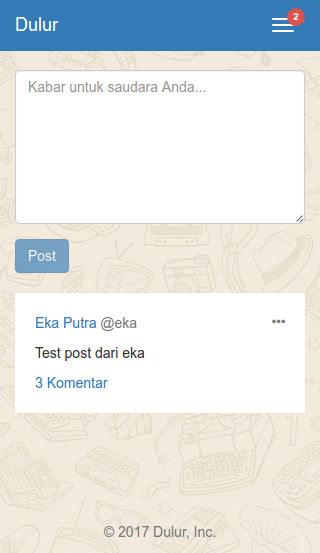 Dulur
2
Kabar untuk saudara Anda...
Post
Eka Putra @eka
Test post dari eka
3 Komentar
© 2017 Dulur, Inc.